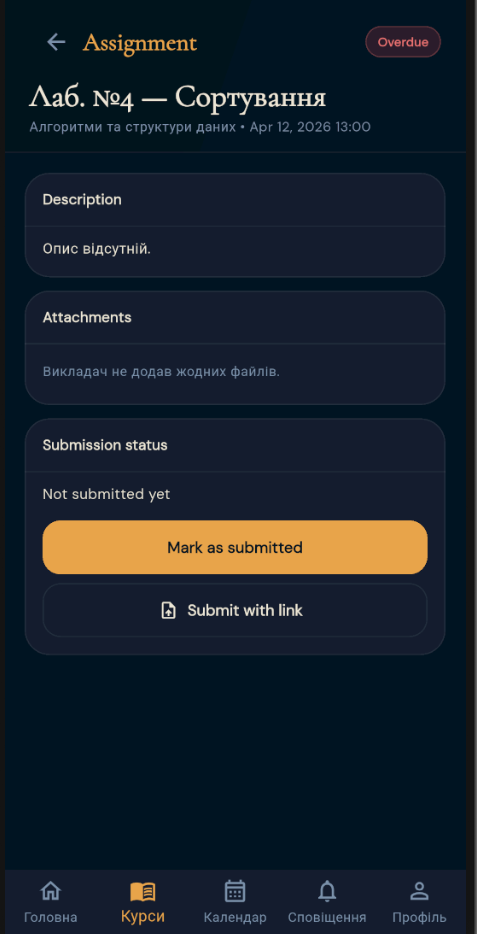 Assignment
Overdue
Лаб. №4 — Сортування
Алгоритми та структури даних • Apr 12, 2026 13:00
Description
Опис відсутній.
Attachments
Викладач не додав жодних файлів.
Submission status
Not submitted yet
Mark as submitted
Submit with link
Головна Курси Календар Сповіщення Профіль